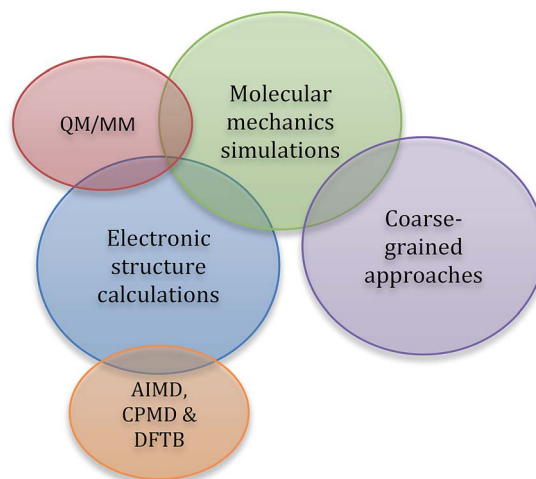 Molecular
mechanics
simulations
QM/MM
Coarse-
grained
approaches
Electronic
structure
calculations
AIMD,
CPMD &
DFTB